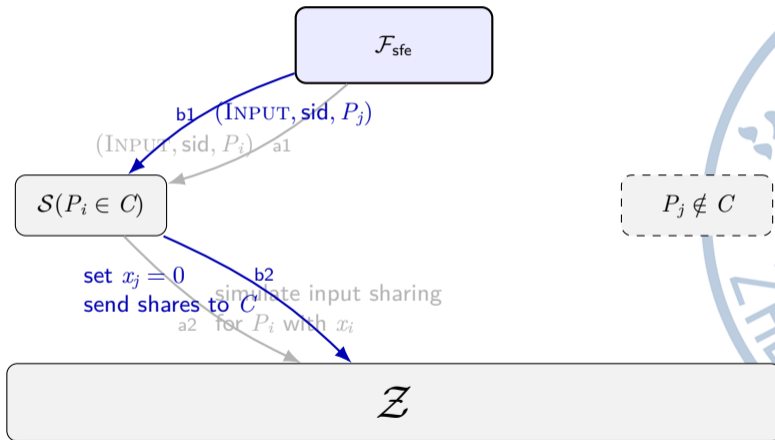 𝓕sfe
b1 (INPUT, sid, Pj)
(INPUT, sid, Pi) a1
𝒮(Pi ∈ C)
Pj ∉ C
set xj = 0
send shares to C
b2
simulate input sharing
for Pi with xi
a2
𝒵